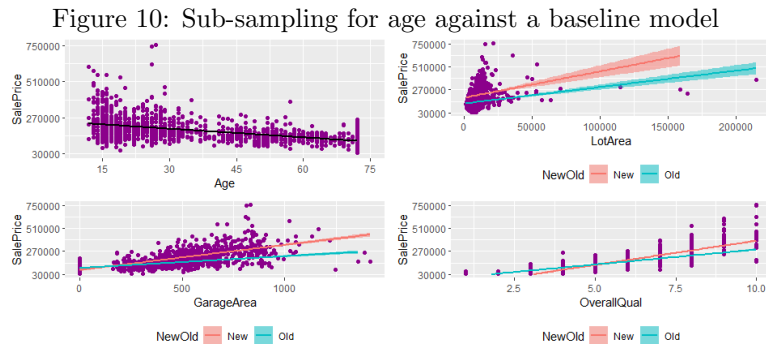 Figure 10: Sub-sampling for age against a baseline model
SalePrice
750000
510000
270000
30000
15
30
45
60
75
Age
SalePrice
750000
510000
270000
30000
0
50000
100000
150000
200000
LotArea
NewOld New Old
SalePrice
750000
510000
270000
30000
0
500
1000
GarageArea
NewOld New Old
SalePrice
750000
510000
270000
30000
2.5
5.0
7.5
10.0
OverallQual
NewOld New Old